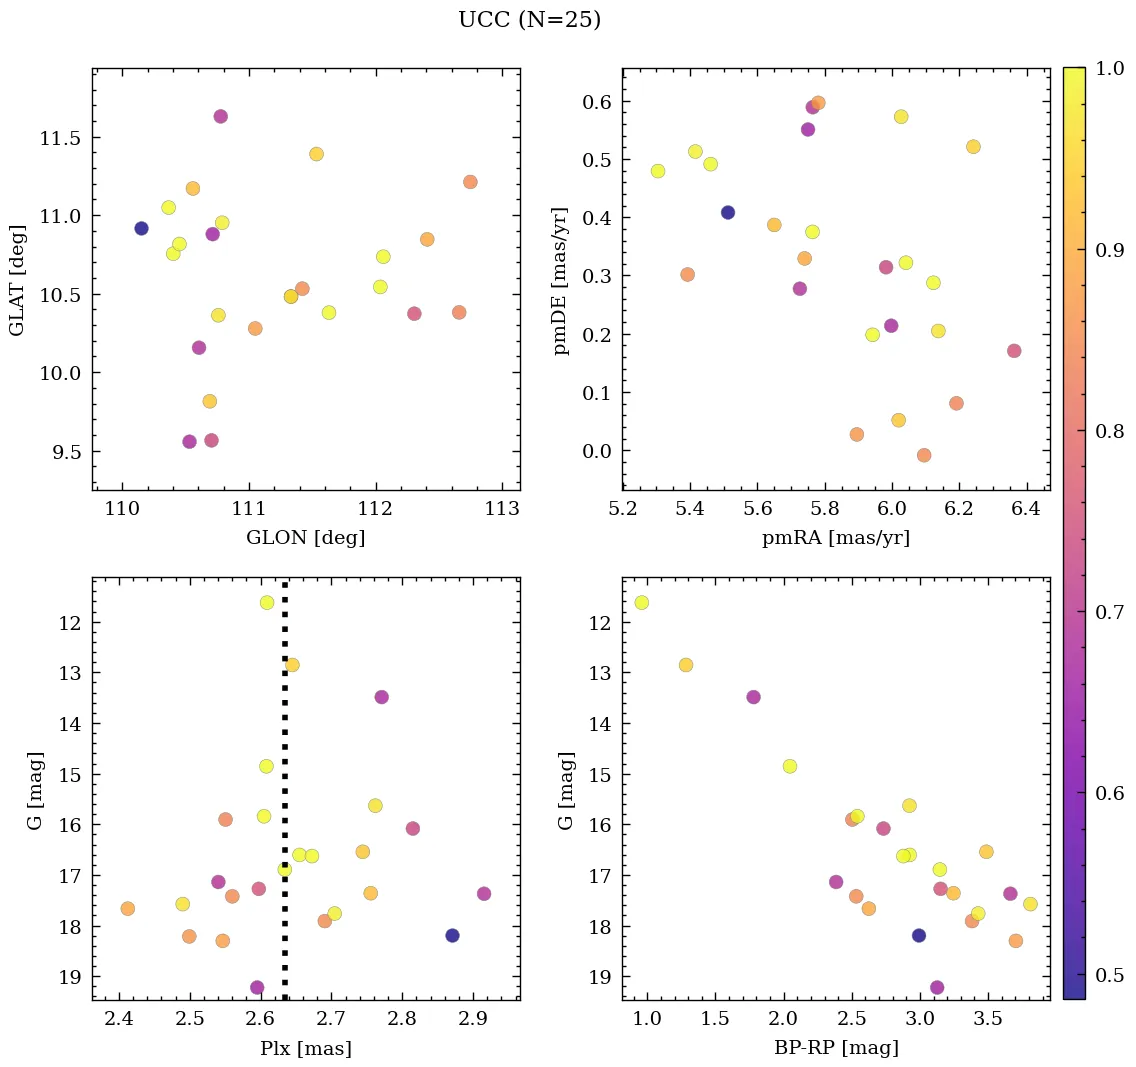 UCC (N=25)
11.5
11.0
10.5
10.0
9.5
GLAT [deg]
110 111 112 113
GLON [deg]
0.6
0.5
0.4
0.3
0.2
0.1
0.0
pmDE [mas/yr]
5.2 5.4 5.6 5.8 6.0 6.2 6.4
pmRA [mas/yr]
12
13
14
15
16
17
18
19
G [mag]
2.4 2.5 2.6 2.7 2.8 2.9
Plx [mas]
12
13
14
15
16
17
18
19
G [mag]
1.0 1.5 2.0 2.5 3.0 3.5
BP-RP [mag]
1.0
0.9
0.8
0.7
0.6
0.5